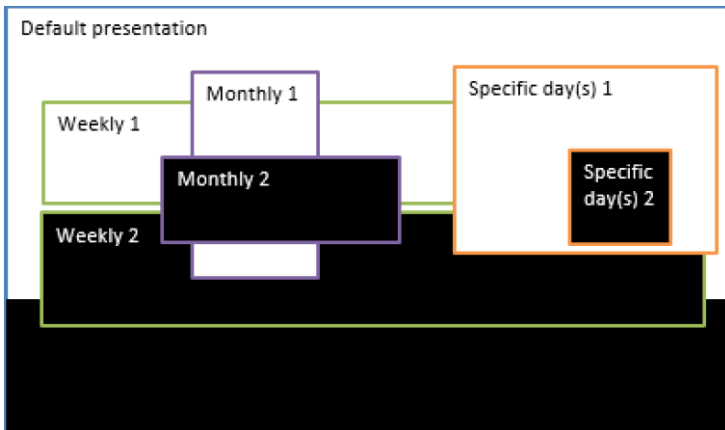 Default presentation
Monthly 1
Specific day(s) 1
Weekly 1
Monthly 2
Specific
day(s) 2
Weekly 2